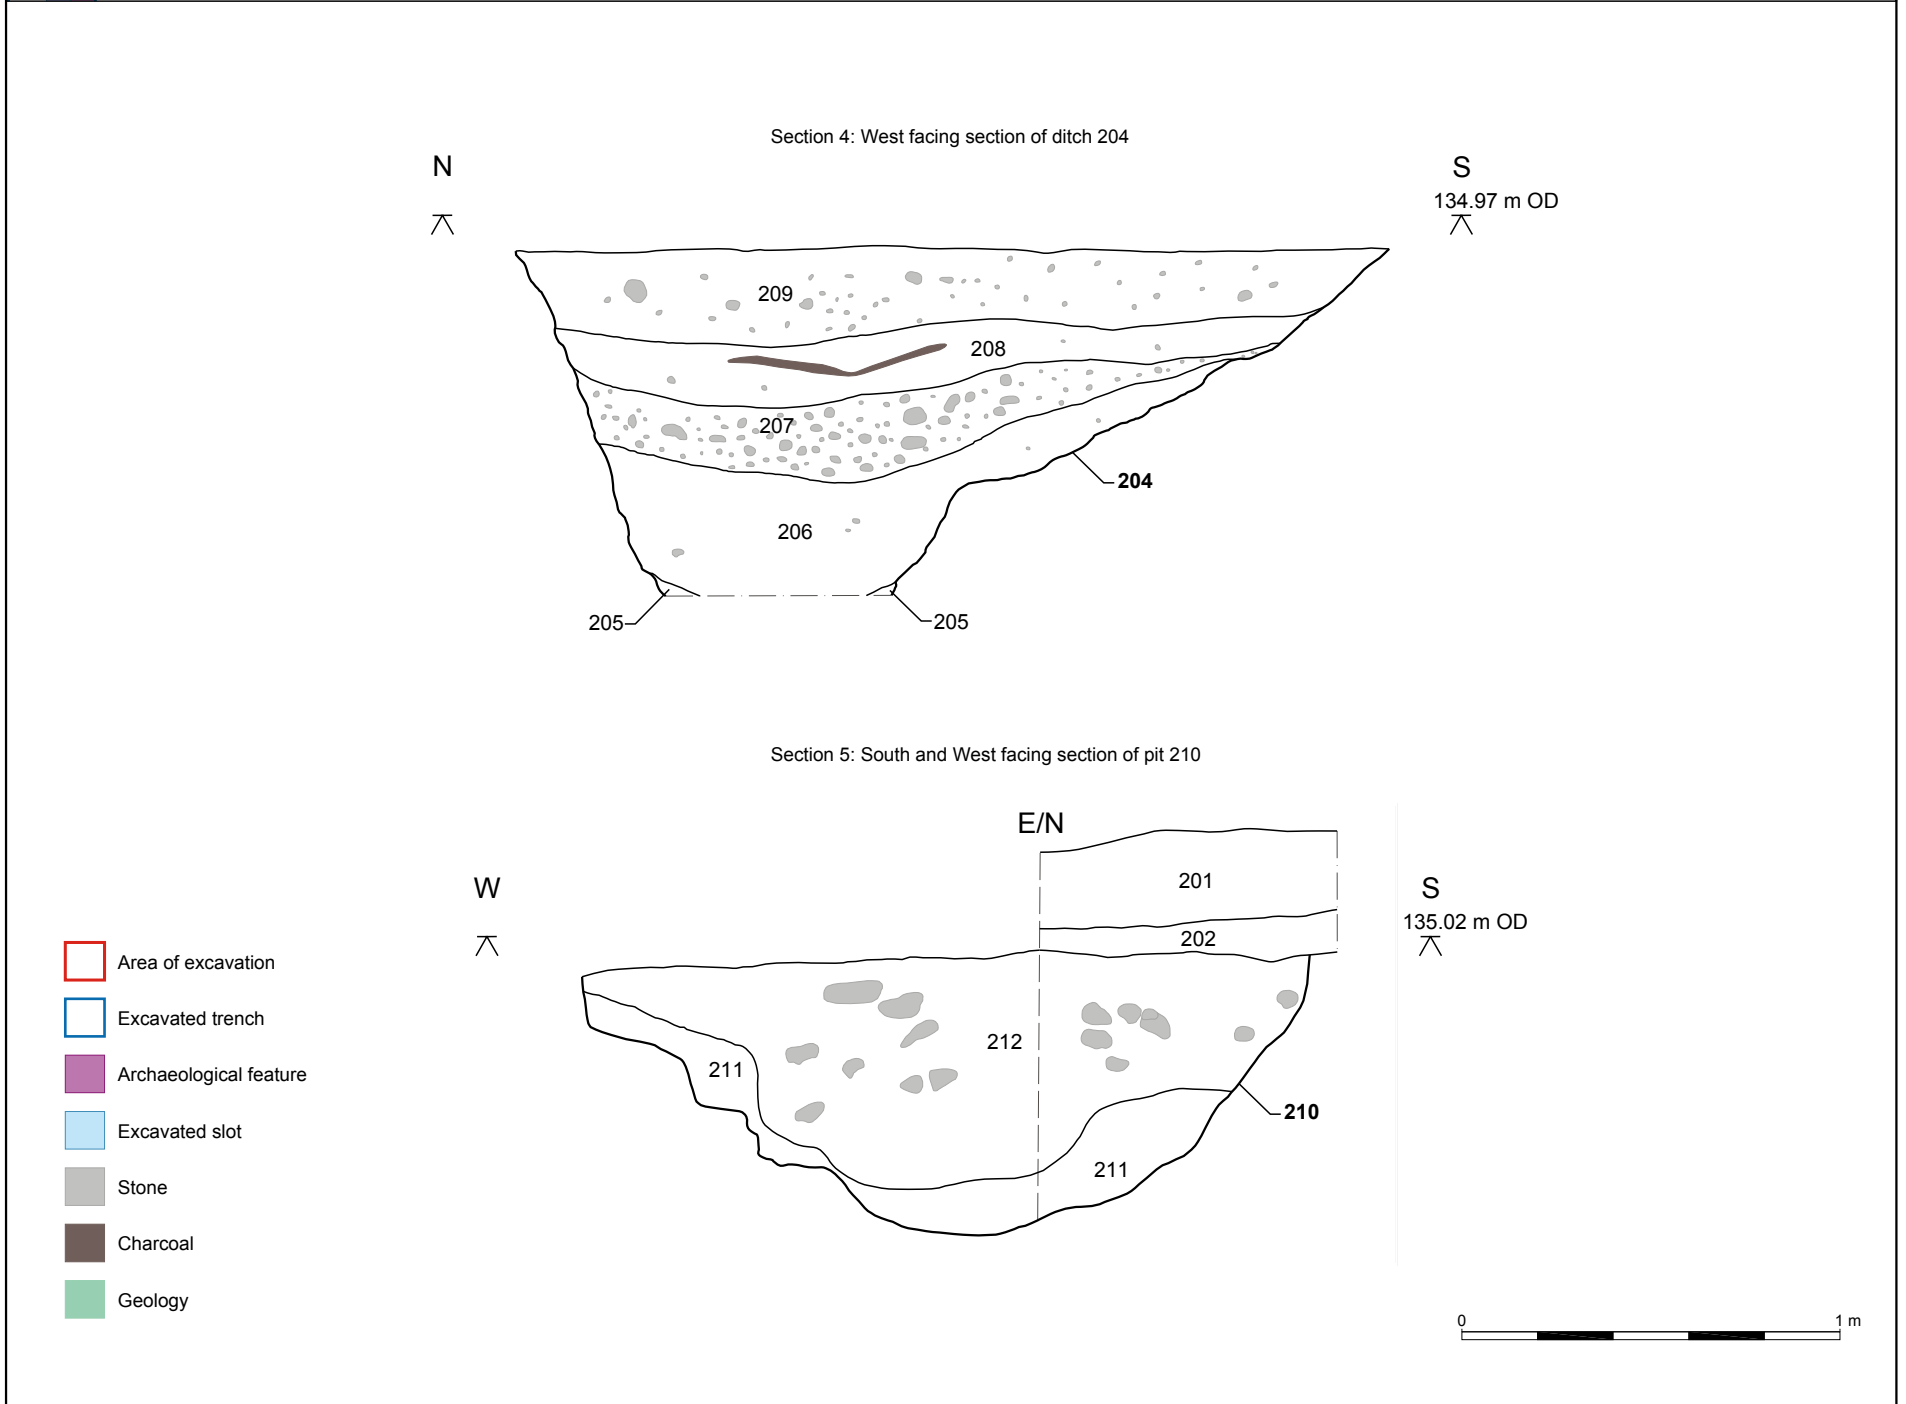 Section 4: West facing section of ditch 204
N
S
134.97 m OD
209
208
207
204
206
205
205
Section 5: South and West facing section of pit 210
E/N
W
201
S
202
135.02 m OD
212
211
210
211
Area of excavation
Excavated trench
Archaeological feature
Excavated slot
Stone
Charcoal
Geology
0
1 m